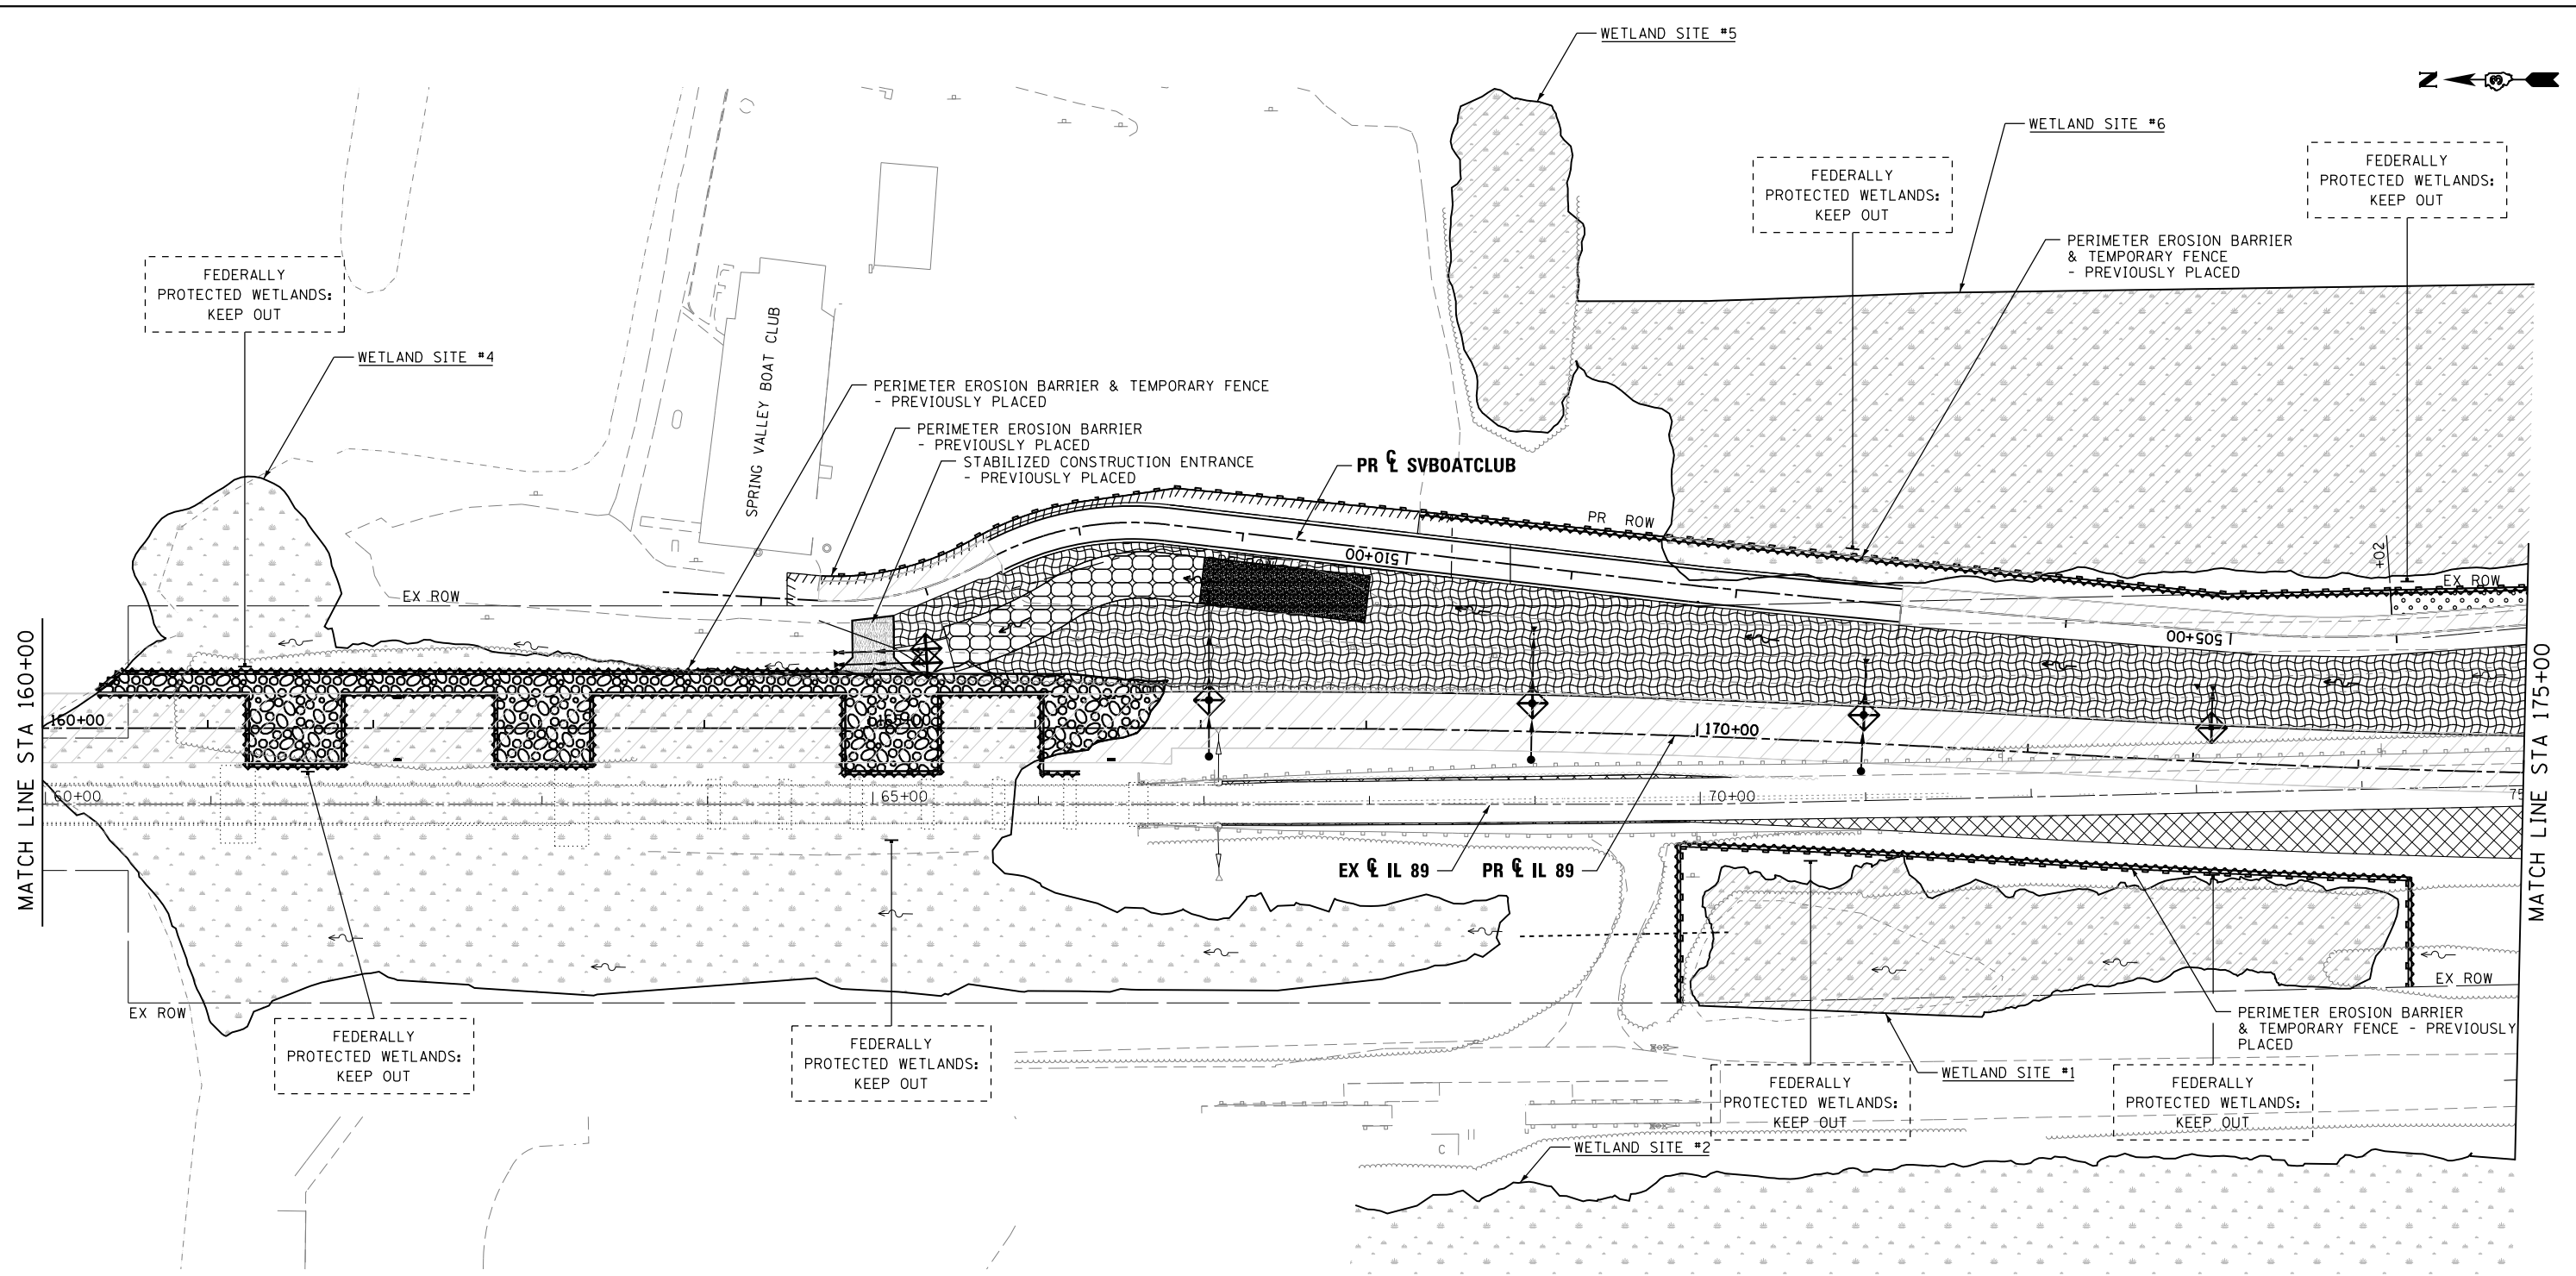 WETLAND SITE #5
N
WETLAND SITE #6
FEDERALLY
PROTECTED WETLANDS:
KEEP OUT
FEDERALLY
PROTECTED WETLANDS:
KEEP OUT
PERIMETER EROSION BARRIER
& TEMPORARY FENCE
- PREVIOUSLY PLACED
FEDERALLY
PROTECTED WETLANDS:
KEEP OUT
WETLAND SITE #4
SPRING VALLEY BOAT CLUB
PERIMETER EROSION BARRIER & TEMPORARY FENCE
- PREVIOUSLY PLACED
PERIMETER EROSION BARRIER
- PREVIOUSLY PLACED
STABILIZED CONSTRUCTION ENTRANCE
- PREVIOUSLY PLACED
PR ℄ SVBOATCLUB
PR ROW
510+00
+02
EX ROW
EX ROW
505+00
MATCH LINE STA 160+00
MATCH LINE STA 175+00
160+00
170+00
60+00
65+00
70+00
75
EX ℄ IL 89
PR ℄ IL 89
EX ROW
EX ROW
FEDERALLY
PROTECTED WETLANDS:
KEEP OUT
FEDERALLY
PROTECTED WETLANDS:
KEEP OUT
PERIMETER EROSION BARRIER
& TEMPORARY FENCE - PREVIOUSLY
PLACED
WETLAND SITE #1
FEDERALLY
PROTECTED WETLANDS:
KEEP OUT
FEDERALLY
PROTECTED WETLANDS:
KEEP OUT
C
WETLAND SITE #2